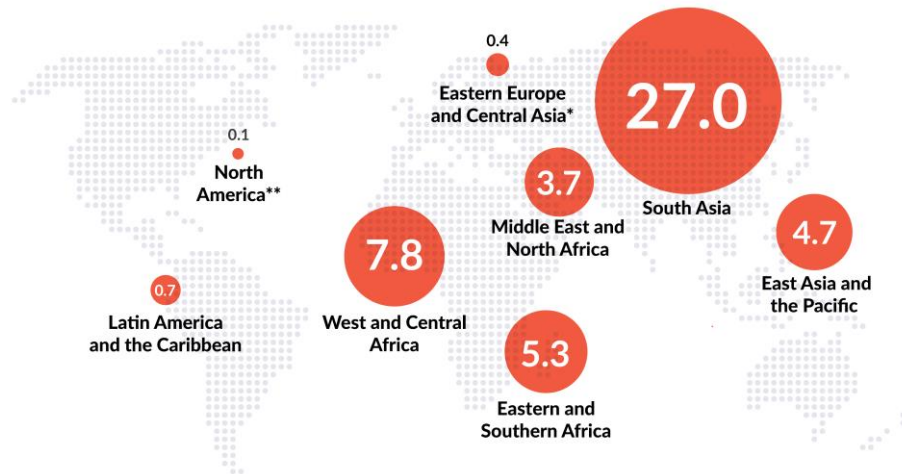 0.4
Eastern Europe
and Central Asia*
27.0
South Asia
0.1
North
America**
3.7
Middle East and
North Africa
4.7
East Asia and
the Pacific
7.8
West and Central
Africa
0.7
Latin America
and the Caribbean
5.3
Eastern and
Southern Africa